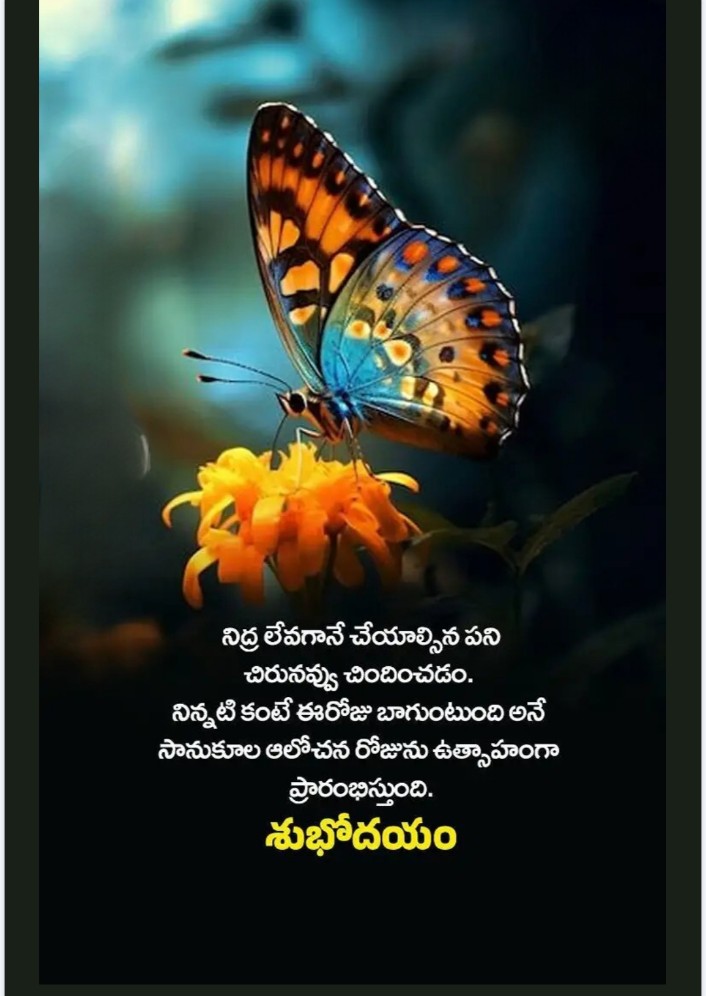 నిద్ర లేవగానే చేయాల్సిన పని
చిరునవ్వు చిందించడం.
నిన్నటి కంటే ఈరోజు బాగుంటుంది అనే
సానుకూల ఆలోచన రోజును ఉత్సాహంగా
ప్రారంభిస్తుంది.
శుభోదయం